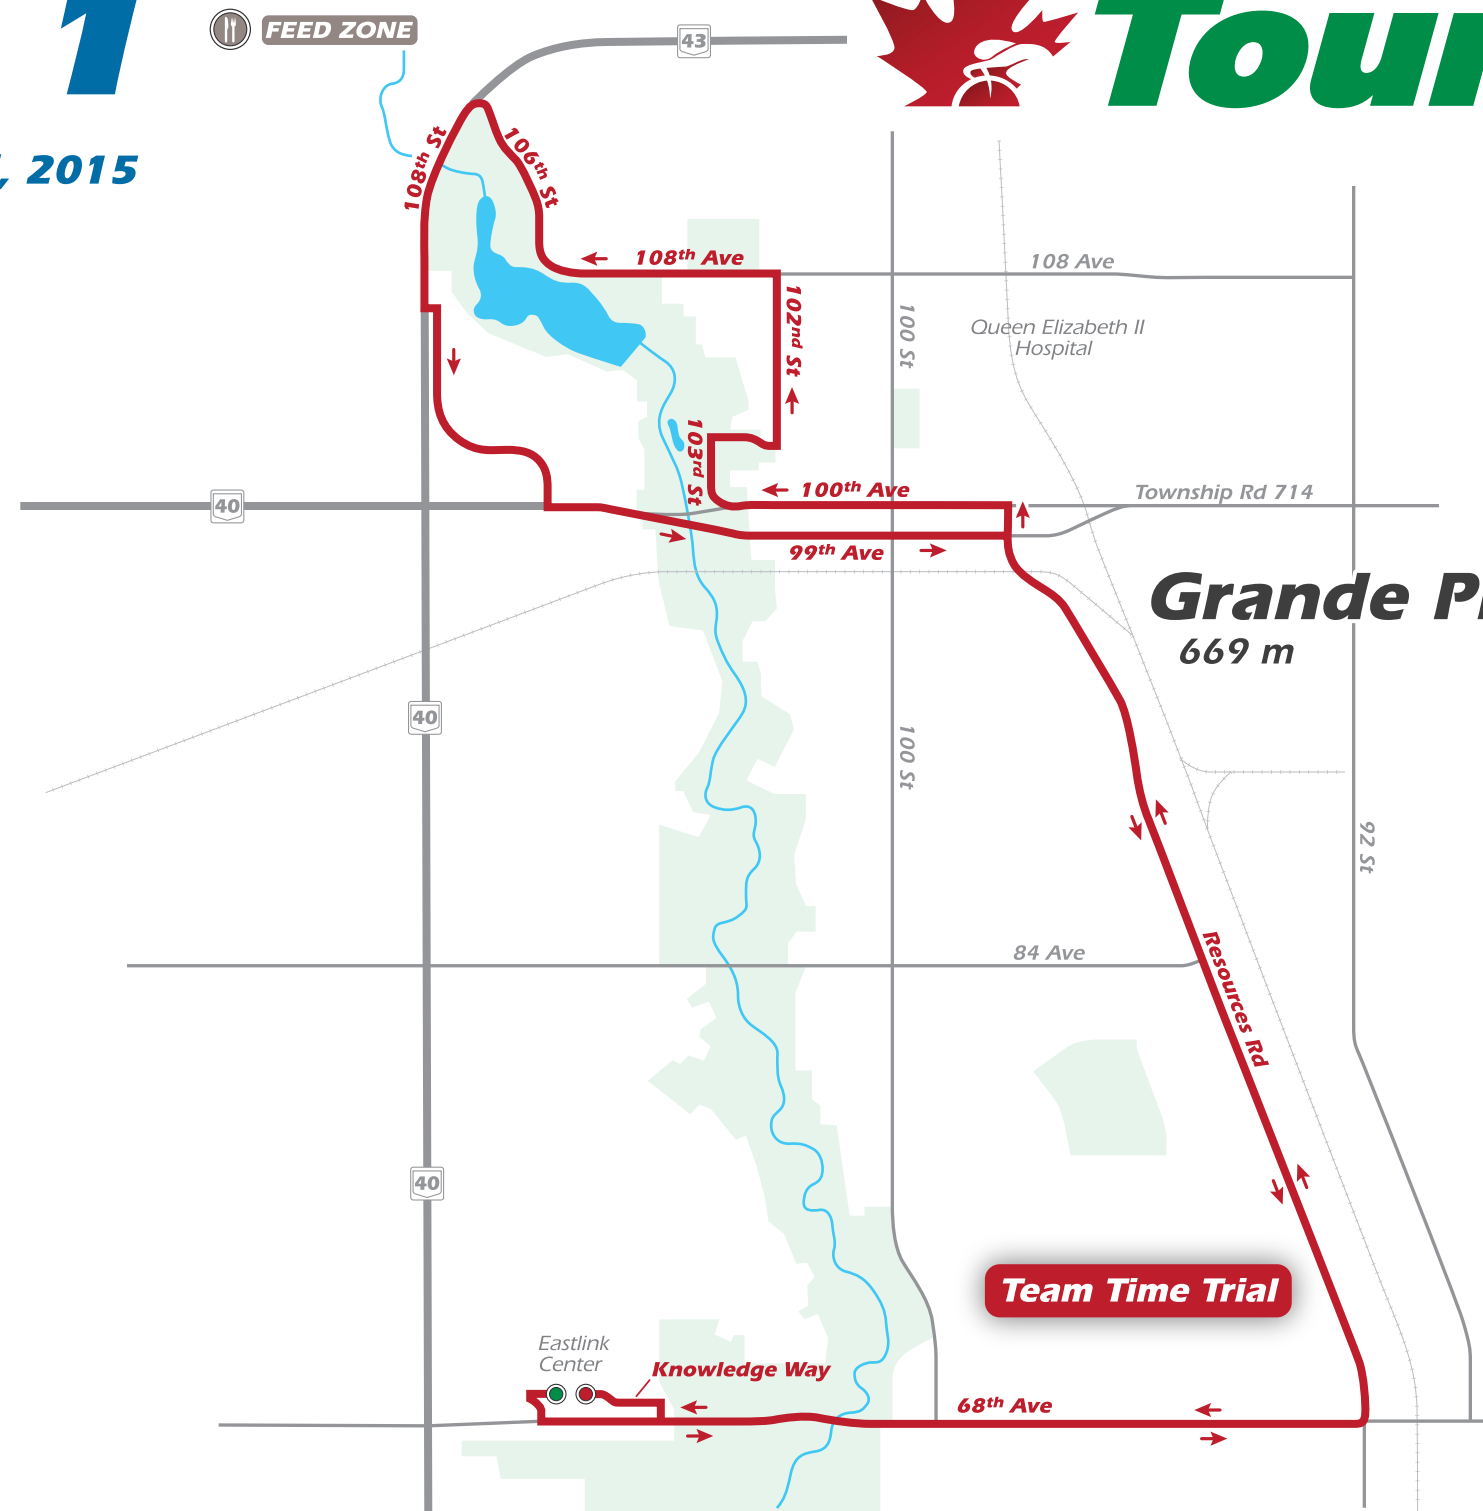 1
FEED ZONE
43
Tour
, 2015
108th St
106th St
108th Ave
108 Ave
102nd St
100 St
Queen Elizabeth II
Hospital
103rd St
100th Ave
Township Rd 714
40
99th Ave
Grande P
669 m
40
100 St
92 St
84 Ave
Resources Rd
40
Team Time Trial
Eastlink
Center
Knowledge Way
68th Ave